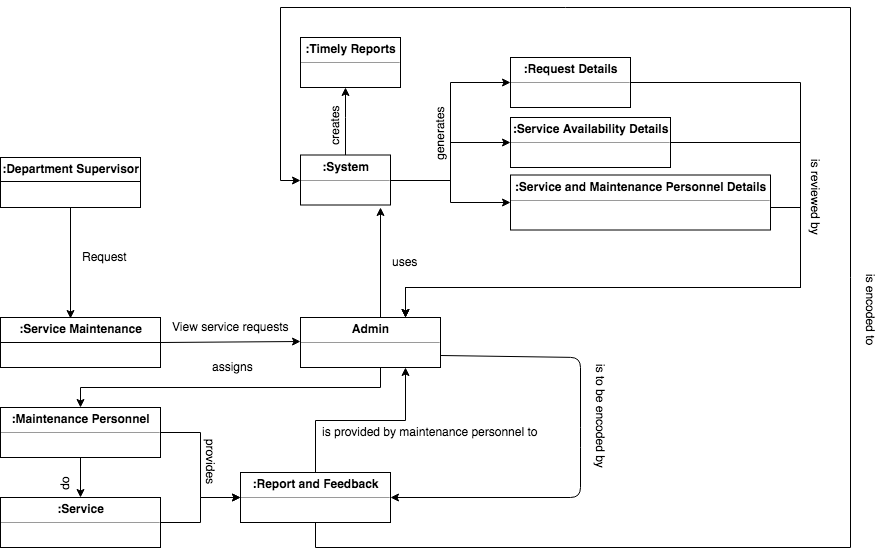 :Timely Reports
:Request Details
creates
generates
:Service Availability Details
:System
:Service and Maintenance Personnel Details
is reviewed by
:Department Supervisor
Request
uses
is encoded to
:Service Maintenance
View service requests
Admin
assigns
is to be encoded by
:Maintenance Personnel
is provided by maintenance personnel to
provides
do
:Report and Feedback
:Service